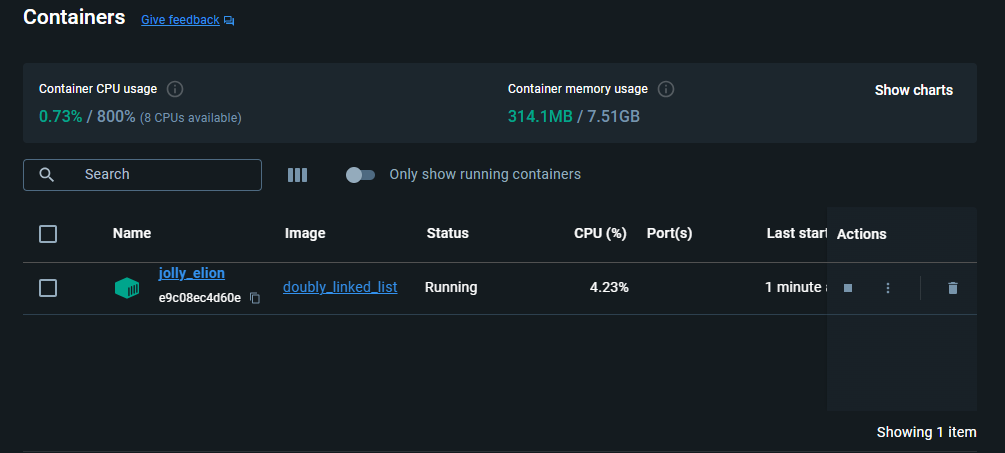 Containers Give feedback
Container CPU usage
0.73% / 800% (8 CPUs available)
Container memory usage
314.1MB / 7.51GB
Show charts
Search
Only show running containers
Name Image Status CPU (%) Port(s) Last start Actions
jolly_elion
e9c08ec4d60e
doubly_linked_list Running 4.23% 1 minute a
Showing 1 item